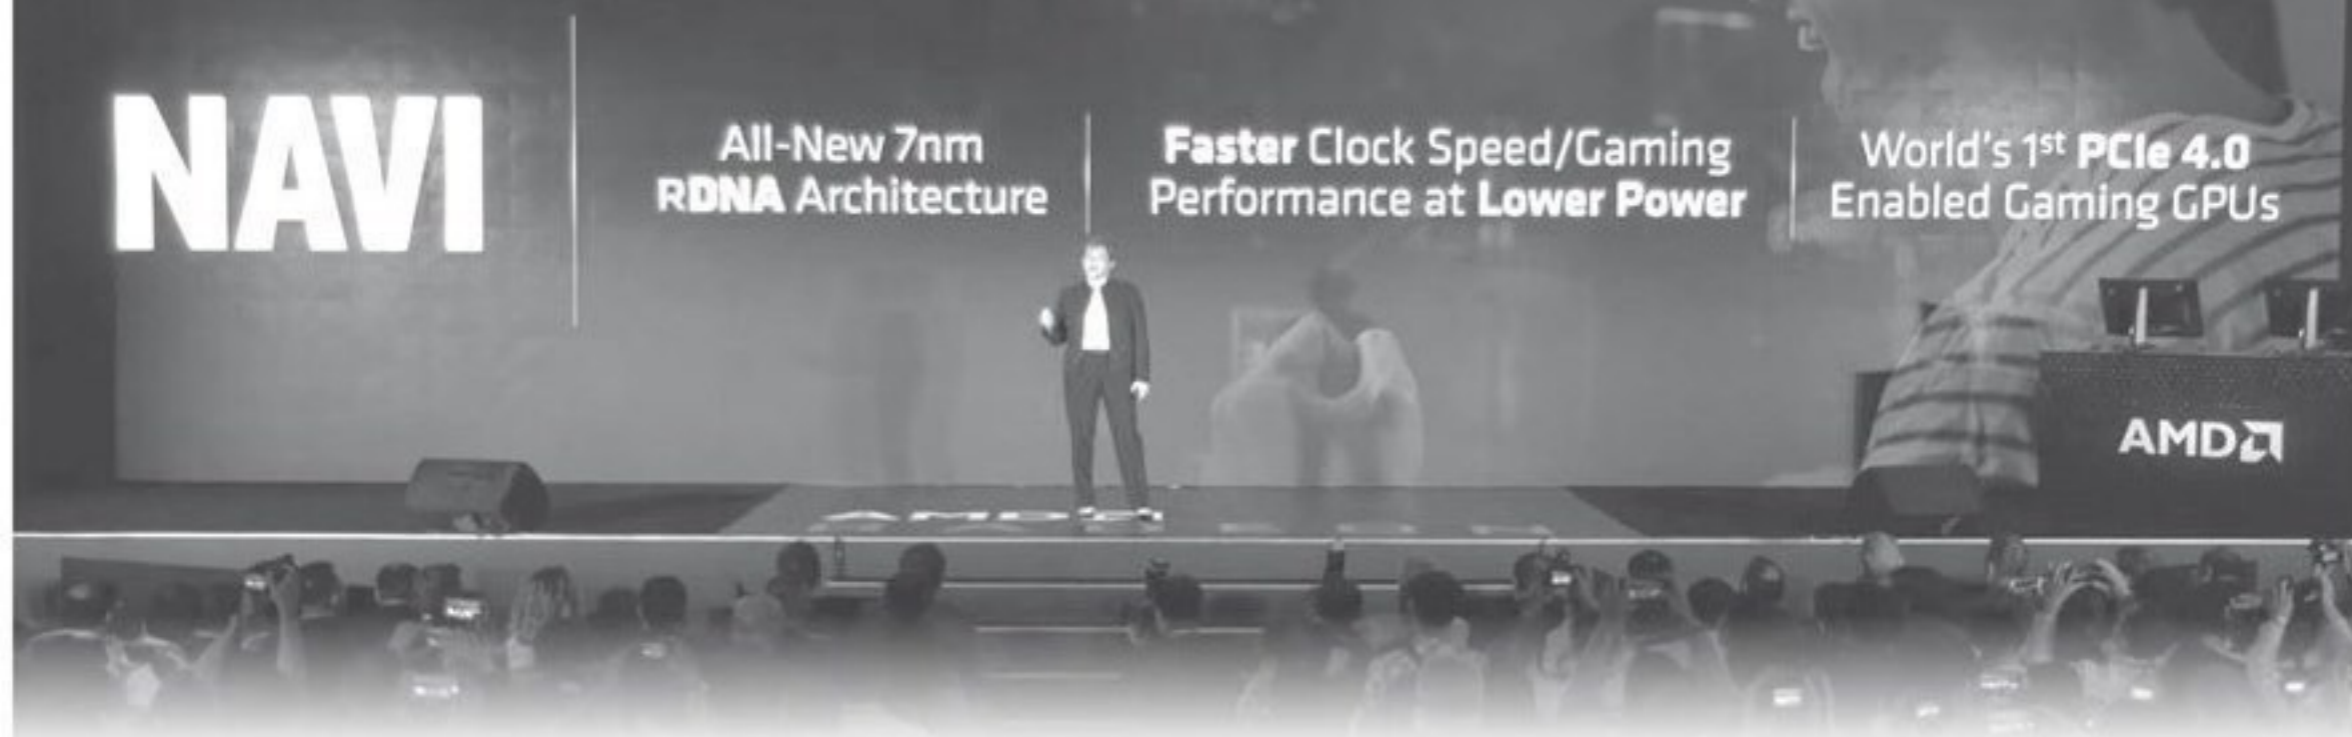 NAVI
All-New 7nm
RDNA Architecture
Faster Clock Speed/Gaming
Performance at Lower Power
World's 1st PCIe 4.0
Enabled Gaming GPUs
AMD